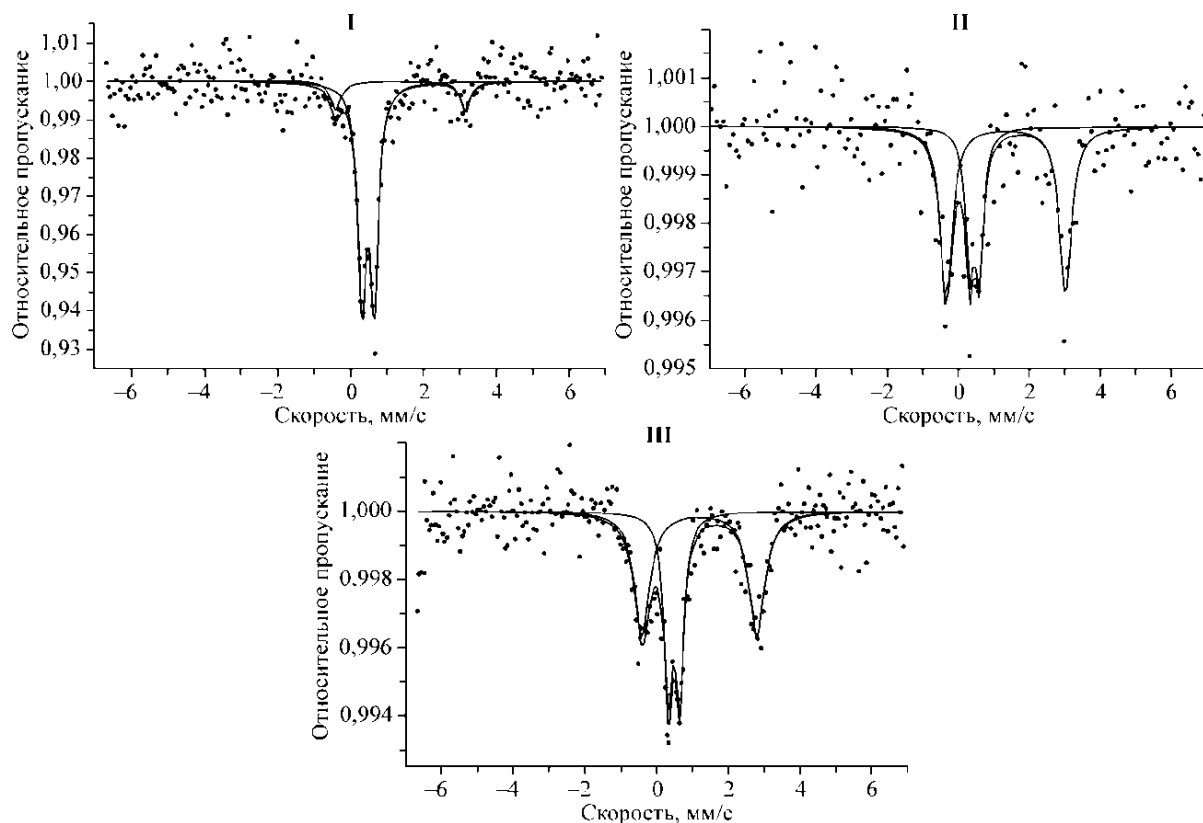 I
Относительное пропускание
1,01
1,00
0,99
0,98
0,97
0,96
0,95
0,94
0,93
–6 –4 –2 0 2 4 6
Скорость, мм/с
II
Относительное пропускание
1,001
1,000
0,999
0,998
0,997
0,996
0,995
–6 –4 –2 0 2 4 6
Скорость, мм/с
III
Относительное пропускание
1,000
0,998
0,996
0,994
–6 –4 –2 0 2 4 6
Скорость, мм/с